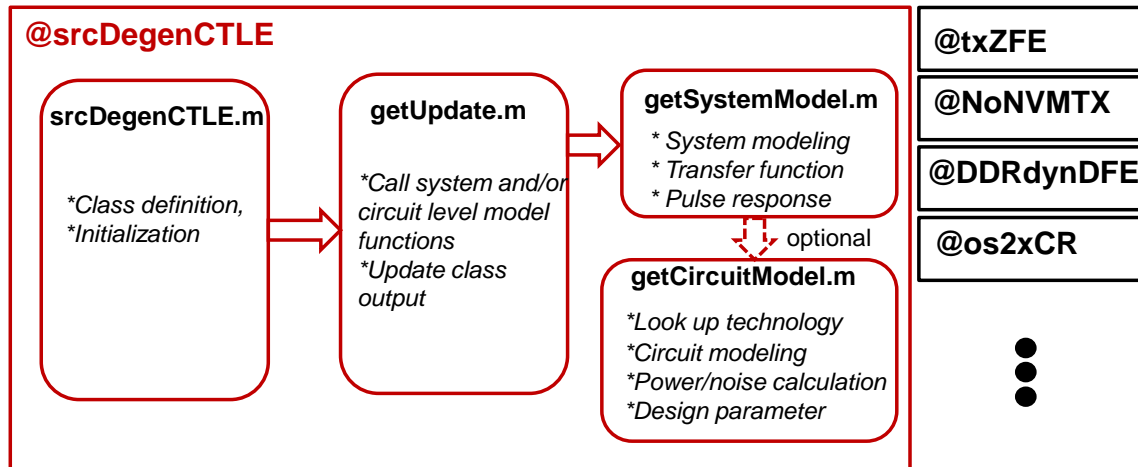 @srcDegenCTLE
srcDegenCTLE.m
*Class definition,
*Initialization
getUpdate.m
*Call system and/or
circuit level model
functions
*Update class
output
getSystemModel.m
* System modeling
* Transfer function
* Pulse response
optional
getCircuitModel.m
*Look up technology
*Circuit modeling
*Power/noise calculation
*Design parameter
@txZFE
@NoNVMTX
@DDRdynDFE
@os2xCR